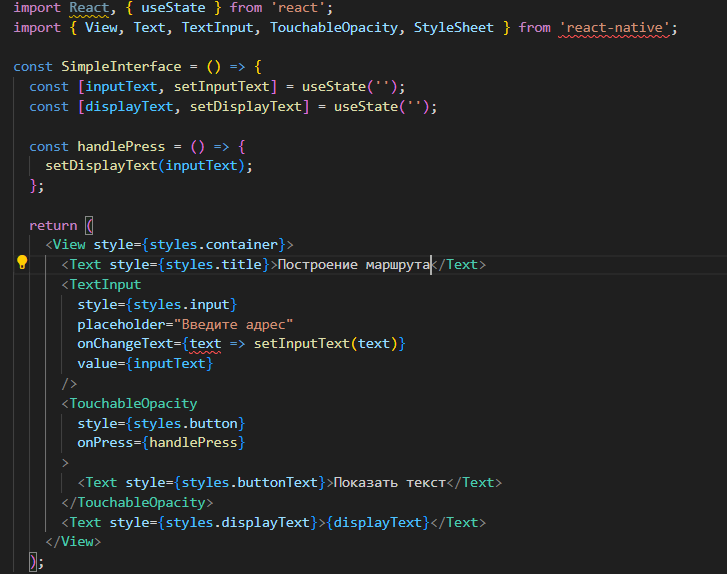 import React, { useState } from 'react';
import { View, Text, TextInput, TouchableOpacity, StyleSheet } from 'react-native';

const SimpleInterface = () => {
  const [inputText, setInputText] = useState('');
  const [displayText, setDisplayText] = useState('');

  const handlePress = () => {
    setDisplayText(inputText);
  };

  return (
    <View style={styles.container}>
      <Text style={styles.title}>Построение маршрута</Text>
      <TextInput
        style={styles.input}
        placeholder="Введите адрес"
        onChangeText={text => setInputText(text)}
        value={inputText}
      />
      <TouchableOpacity
        style={styles.button}
        onPress={handlePress}
      >
        <Text style={styles.buttonText}>Показать текст</Text>
      </TouchableOpacity>
      <Text style={styles.displayText}>{displayText}</Text>
    </View>
  );